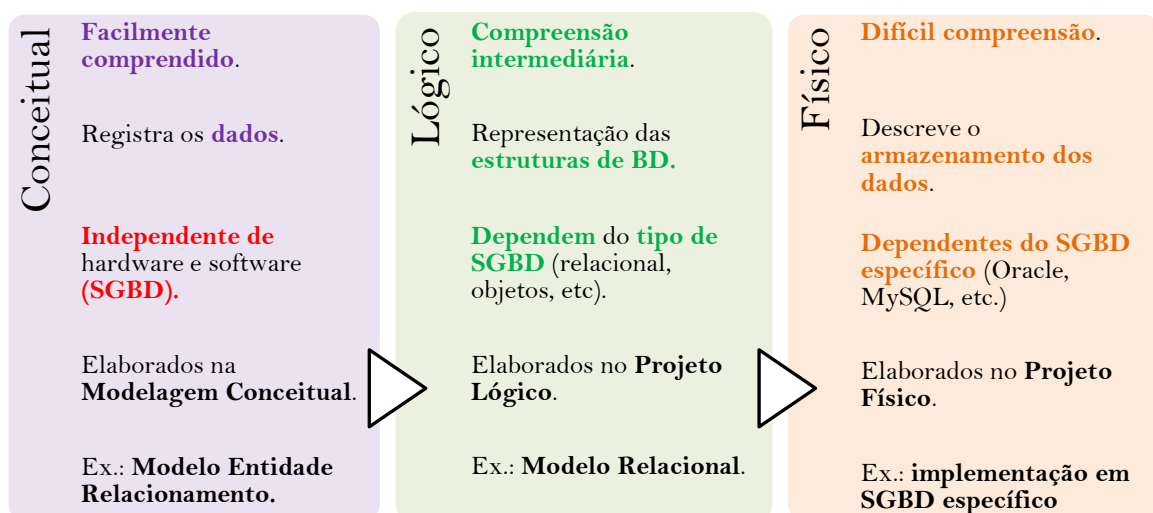 Conceitual
Facilmente
comprendido.
Registra os dados.
Independente de
hardware e software
(SGBD).
Elaborados na
Modelagem Conceitual.
Ex.: Modelo Entidade
Relacionamento.
Lógico
Compreensão
intermediária.
Representação das
estruturas de BD.
Dependem do tipo de
SGBD (relacional,
objetos, etc).
Elaborados no Projeto
Lógico.
Ex.: Modelo Relacional.
Físico
Difícil compreensão.
Descreve o
armazenamento dos
dados.
Dependentes do SGBD
específico (Oracle,
MySQL, etc.)
Elaborados no Projeto
Físico.
Ex.: implementação em
SGBD específico